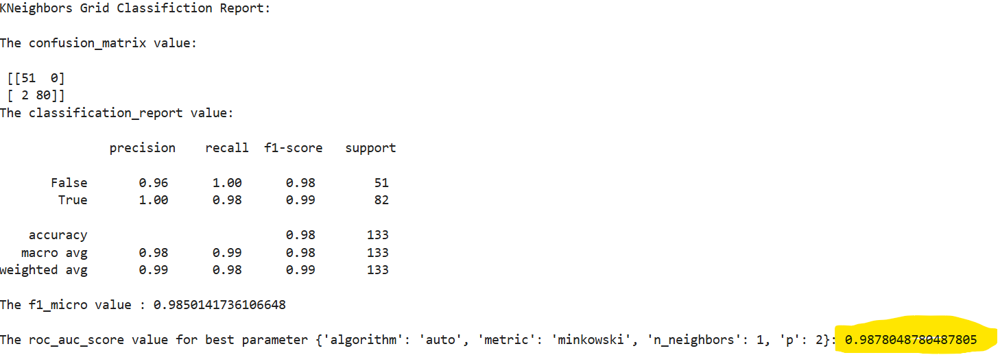 KNeighbors Grid Classifiction Report:
The confusion_matrix value:
[[51  0]
[ 2 80]]
The classification_report value:
precision    recall  f1-score   support
False       0.96      1.00      0.98        51
True       1.00      0.98      0.99        82
accuracy                           0.98       133
macro avg       0.98      0.99      0.98       133
weighted avg       0.99      0.98      0.99       133
The f1_micro value : 0.9850141736106648
The roc_auc_score value for best parameter {'algorithm': 'auto', 'metric': 'minkowski', 'n_neighbors': 1, 'p': 2}: 0.9878048780487805